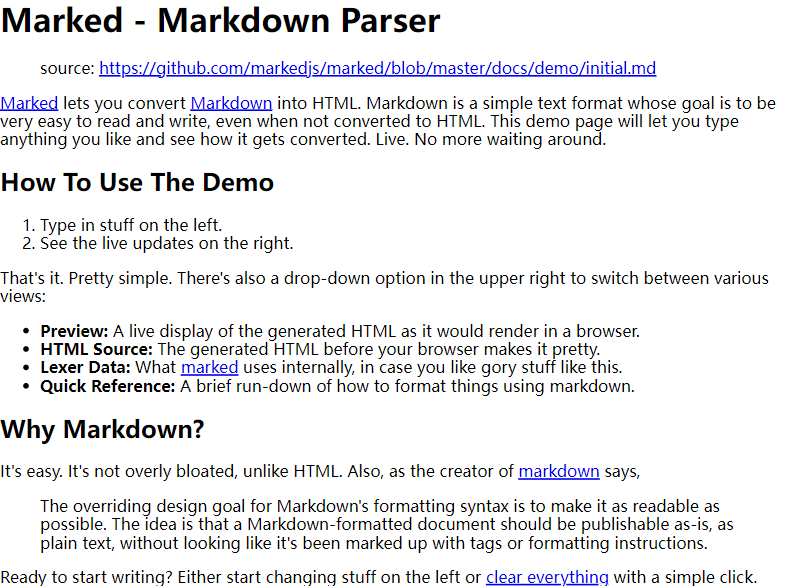 Marked - Markdown Parser
source: https://github.com/markedjs/marked/blob/master/docs/demo/initial.md
Marked lets you convert Markdown into HTML. Markdown is a simple text format whose goal is to be
very easy to read and write, even when not converted to HTML. This demo page will let you type
anything you like and see how it gets converted. Live. No more waiting around.
How To Use The Demo
1. Type in stuff on the left.
2. See the live updates on the right.
That's it. Pretty simple. There's also a drop-down option in the upper right to switch between various
views:
• Preview: A live display of the generated HTML as it would render in a browser.
• HTML Source: The generated HTML before your browser makes it pretty.
• Lexer Data: What marked uses internally, in case you like gory stuff like this.
• Quick Reference: A brief run-down of how to format things using markdown.
Why Markdown?
It's easy. It's not overly bloated, unlike HTML. Also, as the creator of markdown says,
The overriding design goal for Markdown's formatting syntax is to make it as readable as
possible. The idea is that a Markdown-formatted document should be publishable as-is, as
plain text, without looking like it's been marked up with tags or formatting instructions.
Ready to start writing? Either start changing stuff on the left or clear everything with a simple click.